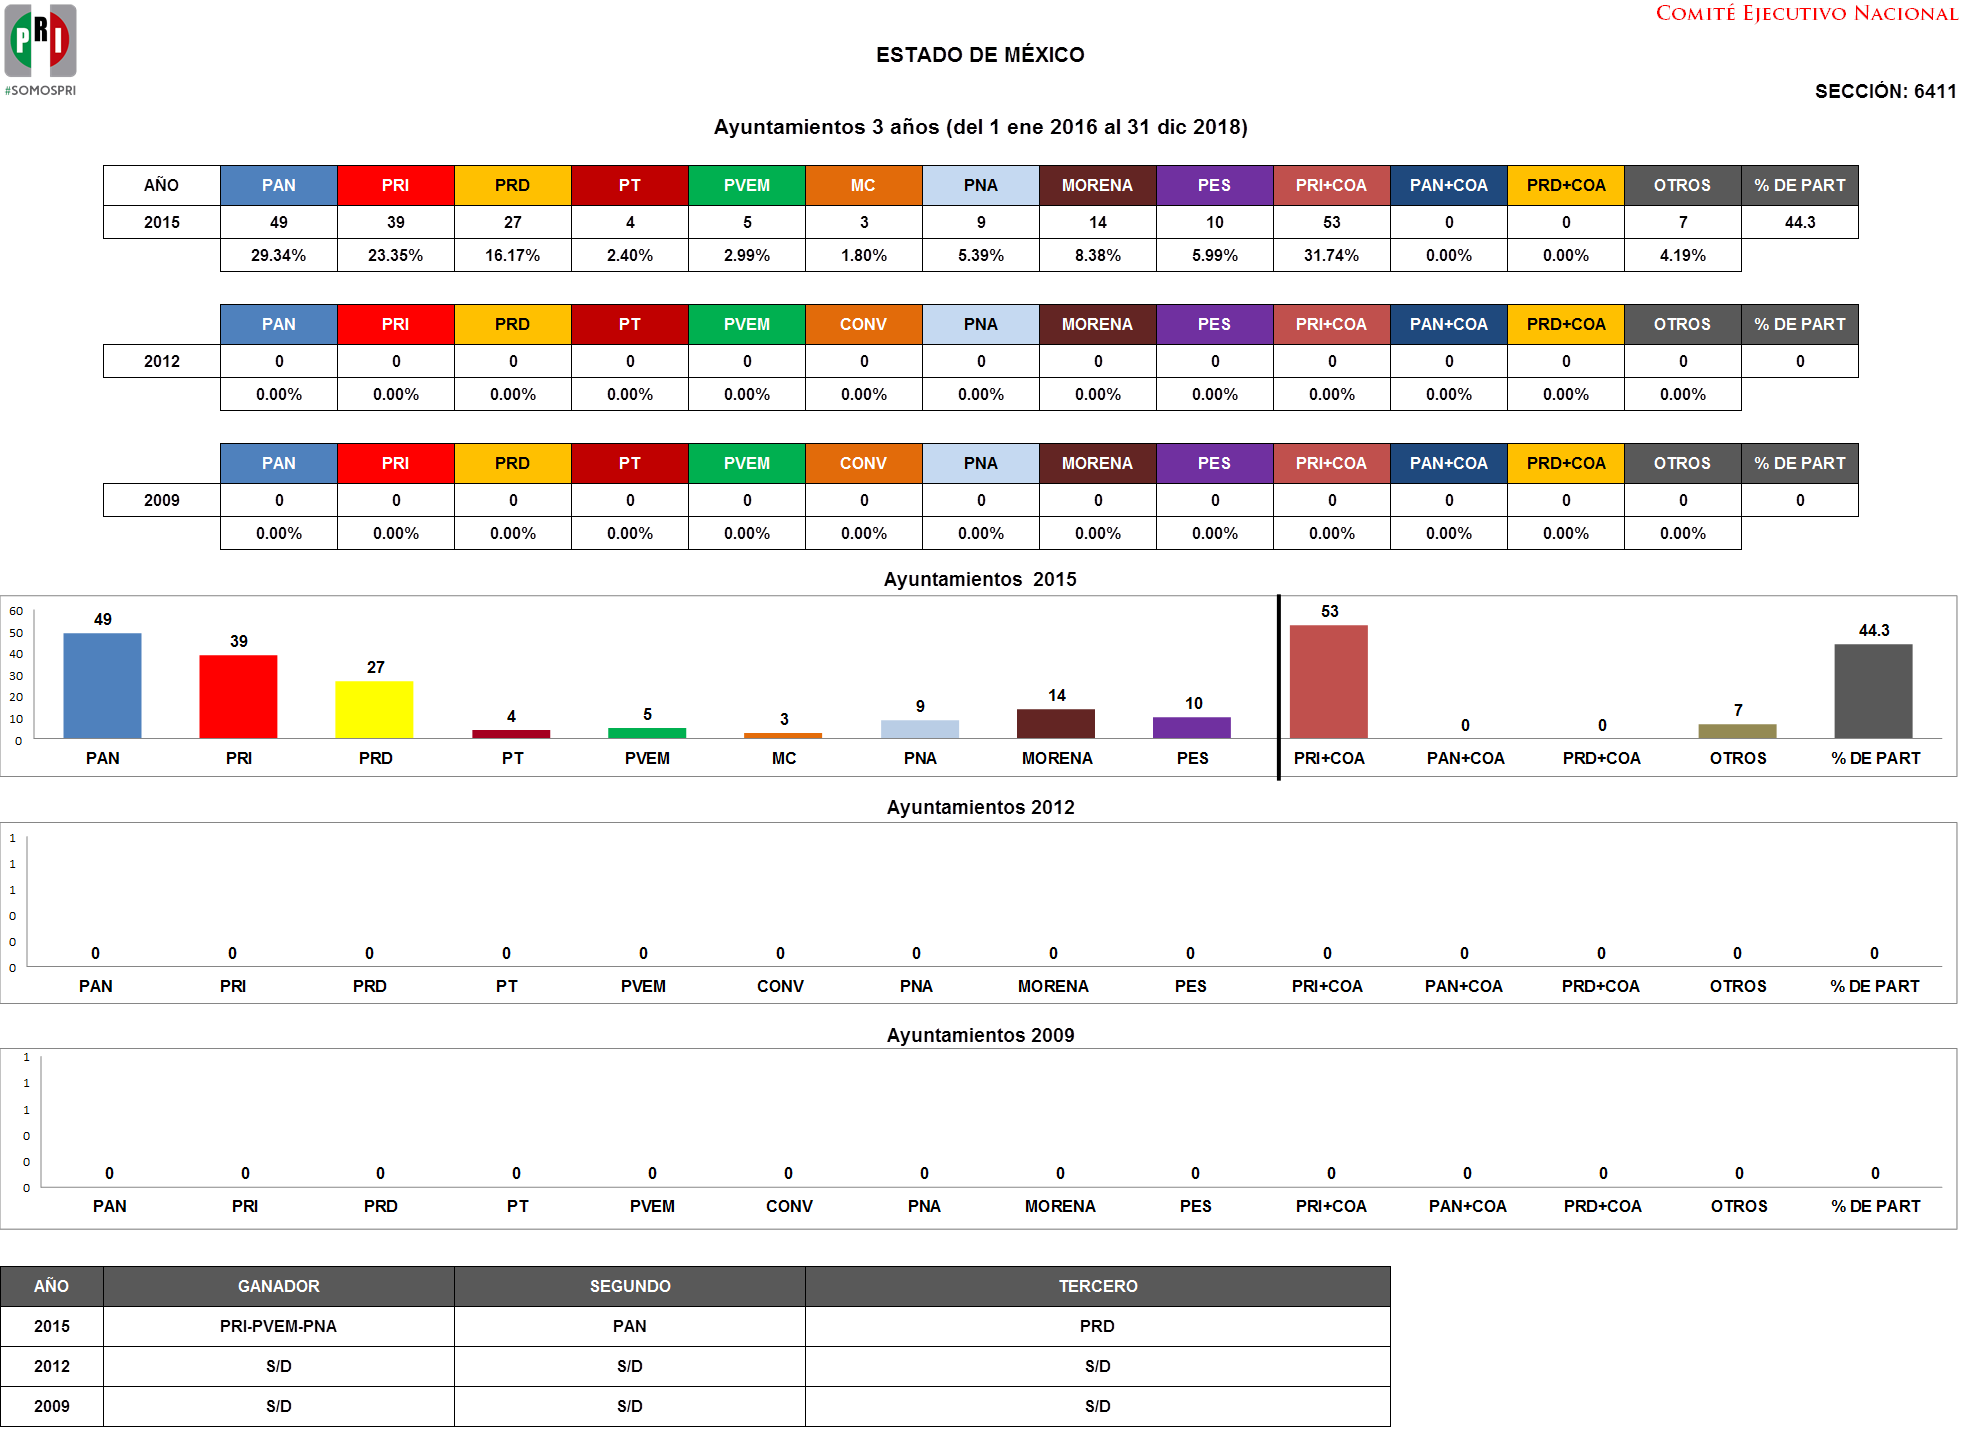 PRI
#SOMOSPRI
COMITÉ EJECUTIVO NACIONAL
ESTADO DE MÉXICO
SECCIÓN: 6411
Ayuntamientos 3 años (del 1 ene 2016 al 31 dic 2018)
AÑO PAN PRI PRD PT PVEM MC PNA MORENA PES PRI+COA PAN+COA PRD+COA OTROS % DE PART
2015 49 39 27 4 5 3 9 14 10 53 0 0 7 44.3
29.34% 23.35% 16.17% 2.40% 2.99% 1.80% 5.39% 8.38% 5.99% 31.74% 0.00% 0.00% 4.19%
PAN PRI PRD PT PVEM CONV PNA MORENA PES PRI+COA PAN+COA PRD+COA OTROS % DE PART
2012 0 0 0 0 0 0 0 0 0 0 0 0 0 0
0.00% 0.00% 0.00% 0.00% 0.00% 0.00% 0.00% 0.00% 0.00% 0.00% 0.00% 0.00% 0.00%
PAN PRI PRD PT PVEM CONV PNA MORENA PES PRI+COA PAN+COA PRD+COA OTROS % DE PART
2009 0 0 0 0 0 0 0 0 0 0 0 0 0 0
0.00% 0.00% 0.00% 0.00% 0.00% 0.00% 0.00% 0.00% 0.00% 0.00% 0.00% 0.00% 0.00%
Ayuntamientos 2015
60
50
40
30
20
10
0
49 39 27 4 5 3 9 14 10 53 0 0 7 44.3
PAN PRI PRD PT PVEM MC PNA MORENA PES PRI+COA PAN+COA PRD+COA OTROS % DE PART
Ayuntamientos 2012
1
1
1
0
0
0
0 0 0 0 0 0 0 0 0 0 0 0 0 0
PAN PRI PRD PT PVEM CONV PNA MORENA PES PRI+COA PAN+COA PRD+COA OTROS % DE PART
Ayuntamientos 2009
1
1
1
0
0
0
0 0 0 0 0 0 0 0 0 0 0 0 0 0
PAN PRI PRD PT PVEM CONV PNA MORENA PES PRI+COA PAN+COA PRD+COA OTROS % DE PART
AÑO GANADOR SEGUNDO TERCERO
2015 PRI-PVEM-PNA PAN PRD
2012 S/D S/D S/D
2009 S/D S/D S/D